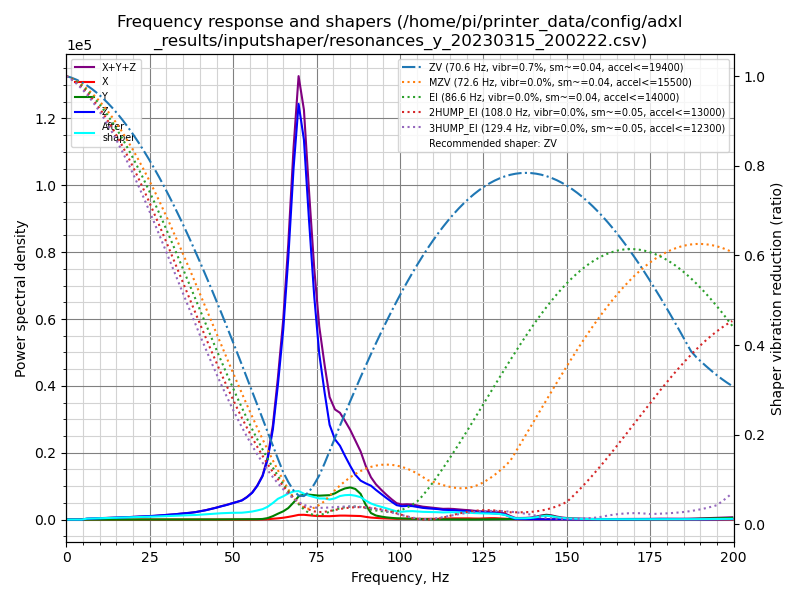 Frequency response and shapers (/home/pi/printer_data/config/adxl
_results/inputshaper/resonances_y_20230315_200222.csv)
1e5
X+Y+Z
X
Y
Z
After
shaper
ZV (70.6 Hz, vibr=0.7%, sm~=0.04, accel<=19400)
MZV (72.6 Hz, vibr=0.0%, sm~=0.04, accel<=15500)
EI (86.6 Hz, vibr=0.0%, sm~=0.04, accel<=14000)
2HUMP_EI (108.0 Hz, vibr=0.0%, sm~=0.05, accel<=13000)
3HUMP_EI (129.4 Hz, vibr=0.0%, sm~=0.05, accel<=12300)
Recommended shaper: ZV
Power spectral density
1.2
1.0
0.8
0.6
0.4
0.2
0.0
1.0
0.8
0.6
0.4
0.2
0.0
Shaper vibration reduction (ratio)
0 25 50 75 100 125 150 175 200
Frequency, Hz